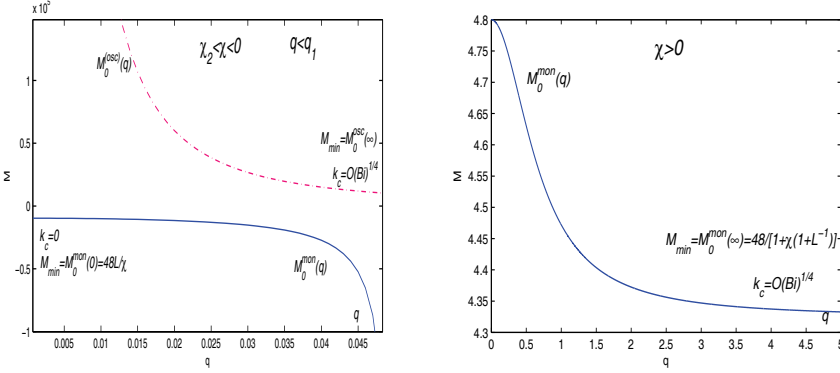 x 10^5
χ_2<χ<0 q<q_1
M_0^(osc)(q)
M_min=M_0^osc(∞)
k_c=O(Bi)^1/4
k_c=0
M_min=M_0^mon(0)=48L/χ
M_0^mon(q)
q
1
0.5
0
-0.5
-1
M
0.005 0.01 0.015 0.02 0.025 0.03 0.035 0.04 0.045
q
χ>0
M_0^mon(q)
M_min=M_0^mon(∞)=48/[1+χ(1+L^-1)]
k_c=O(Bi)^1/4
q
4.8
4.75
4.7
4.65
4.6
4.55
4.5
4.45
4.4
4.35
4.3
M
0 0.5 1 1.5 2 2.5 3 3.5 4 4.5 5
q